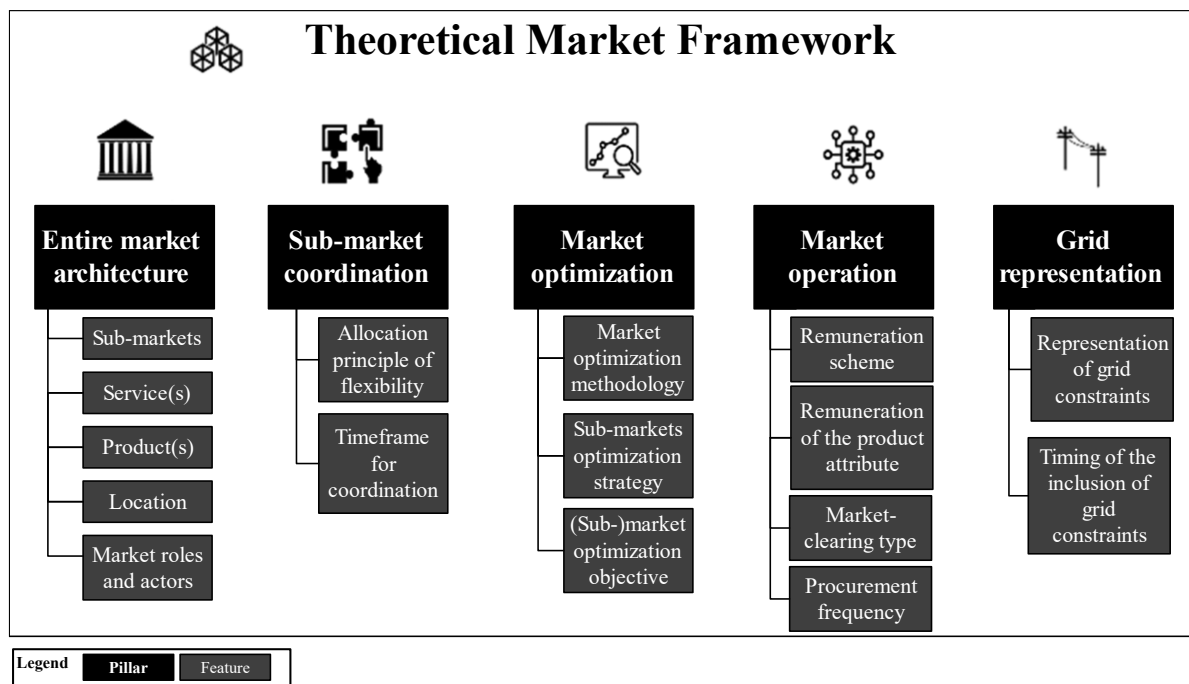 Theoretical Market Framework
Entire market
architecture
Sub-markets
Service(s)
Product(s)
Location
Market roles
and actors
Sub-market
coordination
Allocation
principle of
flexibility
Timeframe
for
coordination
Market
optimization
Market
optimization
methodology
Sub-markets
optimization
strategy
(Sub-)market
optimization
objective
Market
operation
Remuneration
scheme
Remuneration
of the product
attribute
Market-
clearing type
Procurement
frequency
Grid
representation
Representation
of grid
constraints
Timing of the
inclusion of
grid
constraints
Legend
Pillar
Feature